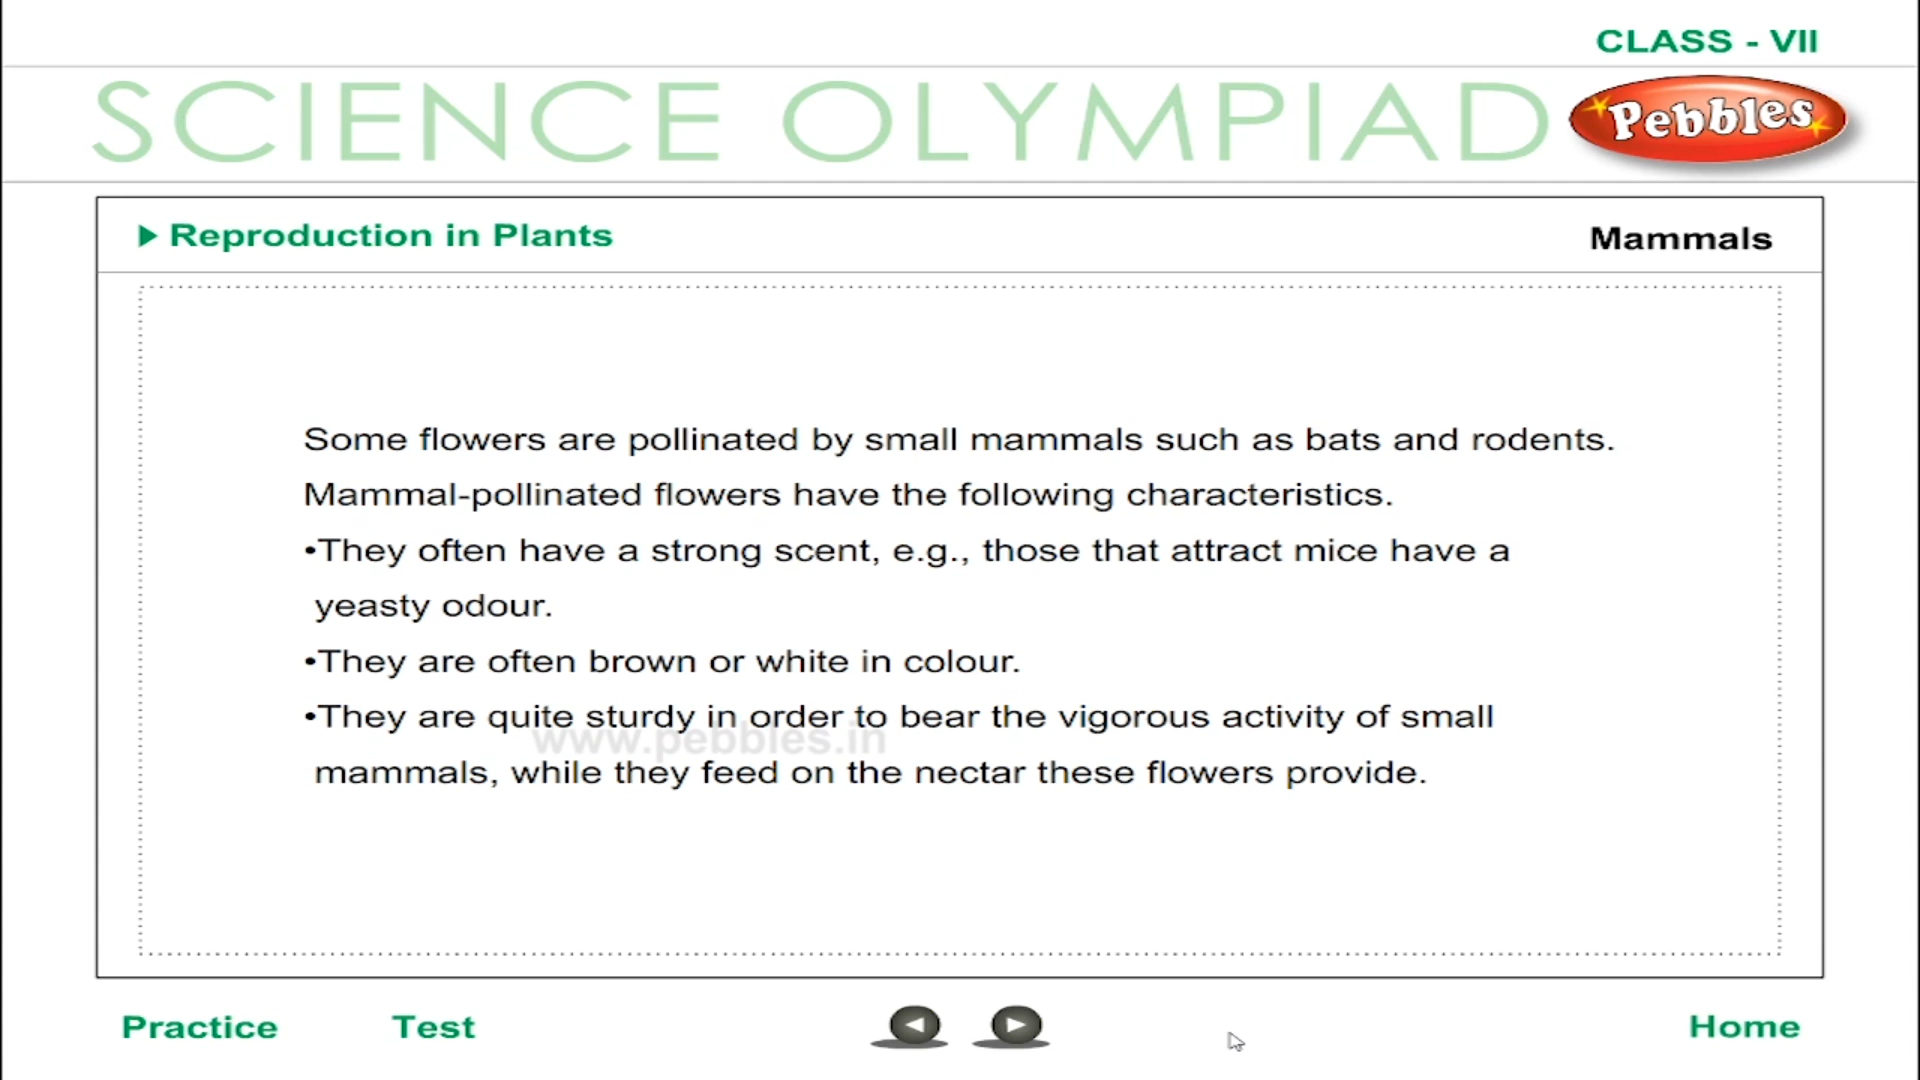 CLASS - VII
SCIENCE OLYMPIAD
Pebbles
Reproduction in Plants
Mammals
Some flowers are pollinated by small mammals such as bats and rodents.
Mammal-pollinated flowers have the following characteristics.
•They often have a strong scent, e.g., those that attract mice have a
yeasty odour.
•They are often brown or white in colour.
•They are quite sturdy in order to bear the vigorous activity of small
www.pebbles.in
mammals, while they feed on the nectar these flowers provide.
Practice
Test
Home